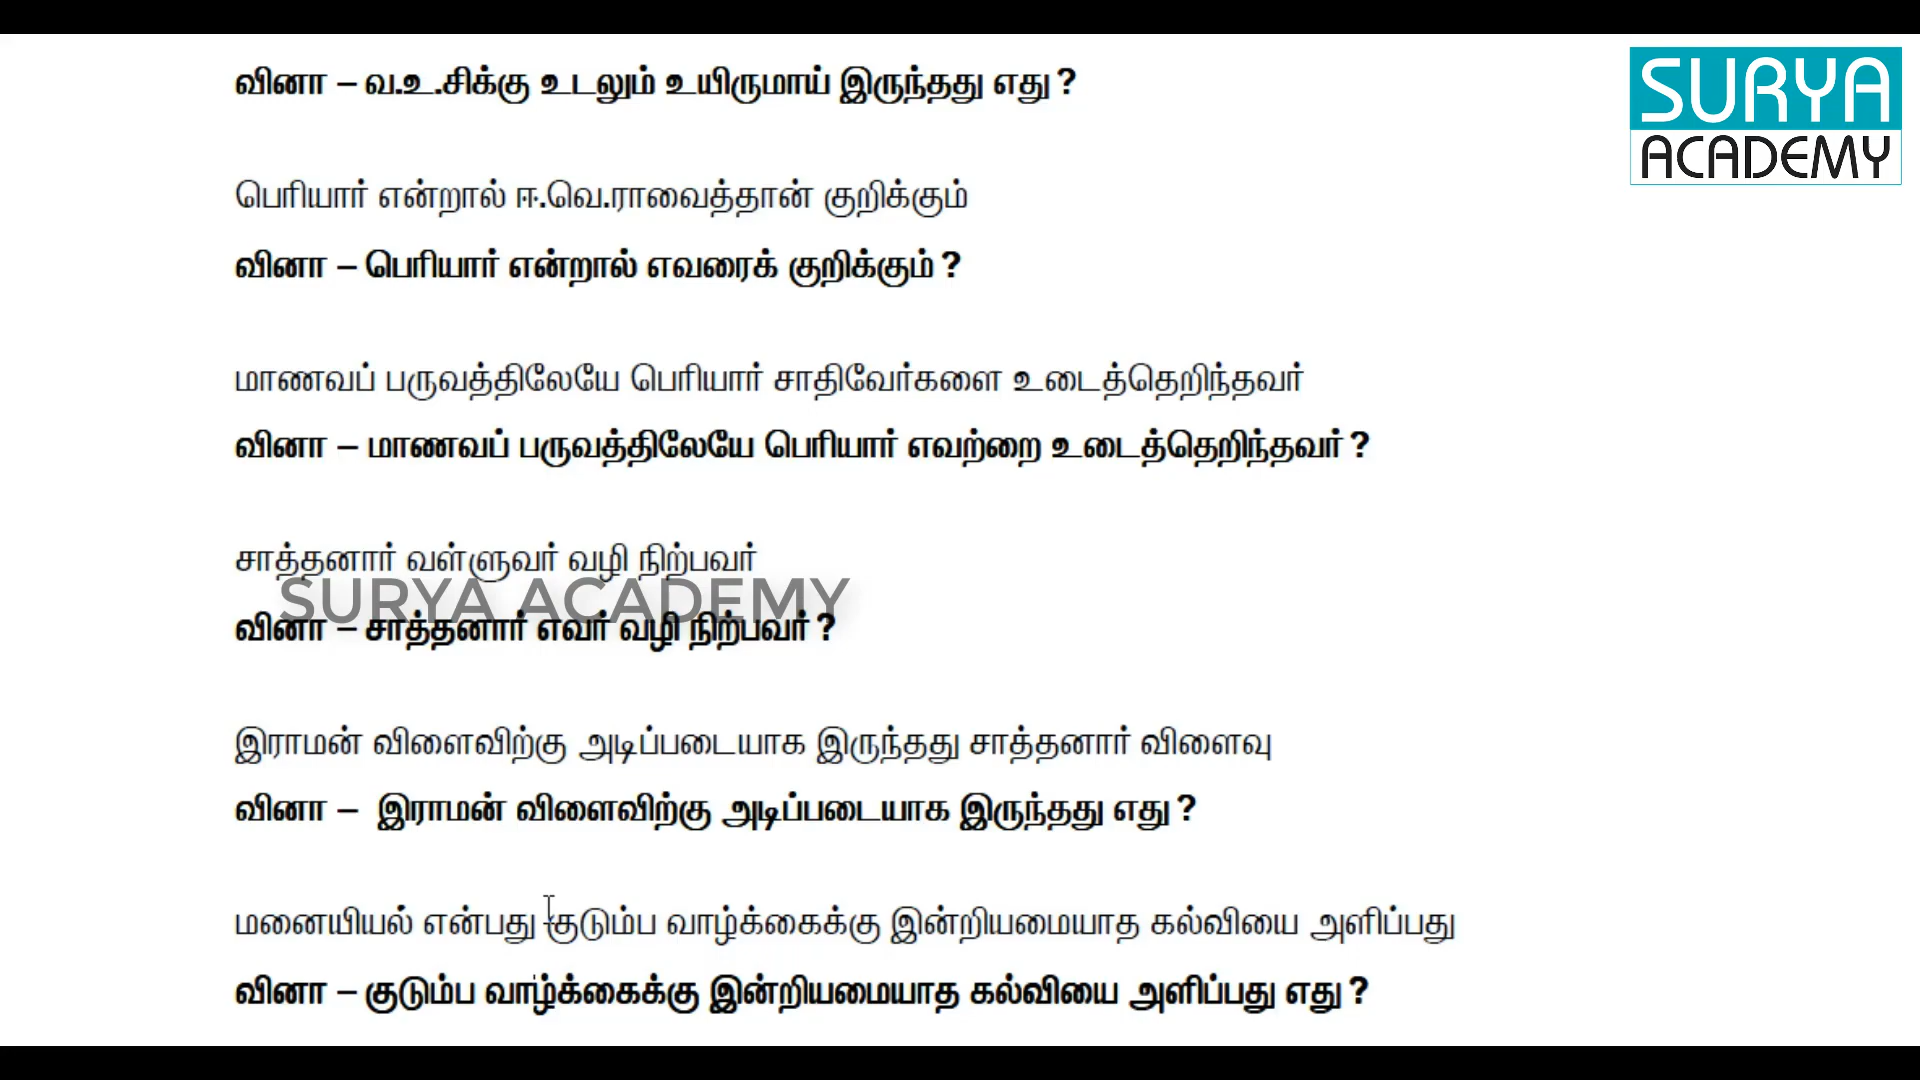 வினா – வ.உ.சிக்கு உடலும் உயிருமாய் இருந்தது எது ?
SURYA
ACADEMY
பெரியார் என்றால் ஈ.வெ.ராவைத்தான் குறிக்கும்
வினா – பெரியார் என்றால் எவரைக் குறிக்கும் ?
மாணவப் பருவத்திலேயே பெரியார் சாதிவேர்களை உடைத்தெறிந்தவர்
வினா – மாணவப் பருவத்திலேயே பெரியார் எவற்றை உடைத்தெறிந்தவர் ?
சாத்தனார் வள்ளுவர் வழி நிற்பவர்
SURYA ACADEMY
வினா – சாத்தனார் எவர் வழி நிற்பவர் ?
இராமன் விளைவிற்கு அடிப்படையாக இருந்தது சாத்தனார் விளைவு
வினா – இராமன் விளைவிற்கு அடிப்படையாக இருந்தது எது ?
மனையியல் என்பது குடும்ப வாழ்க்கைக்கு இன்றியமையாத கல்வியை அளிப்பது
வினா – குடும்ப வாழ்க்கைக்கு இன்றியமையாத கல்வியை அளிப்பது எது ?